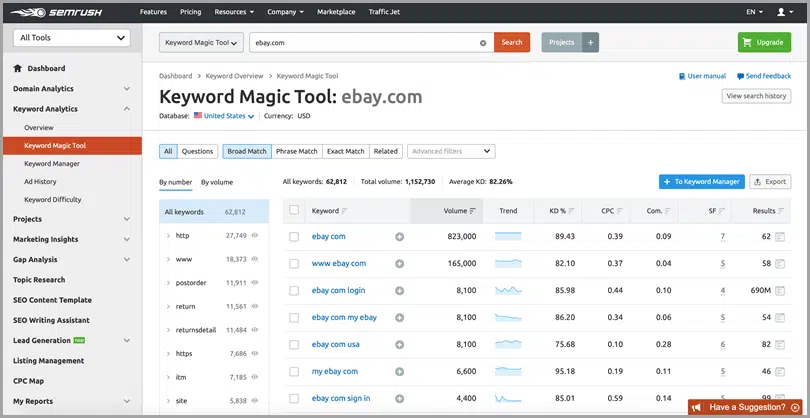 SEMRUSH Features Pricing Resources Company Marketplace Traffic Jet EN
All Tools
Keyword Magic Tool ebay.com Search Projects + Upgrade
Dashboard
Domain Analytics
Keyword Analytics
Overview
Keyword Magic Tool
Keyword Manager
Ad History
Keyword Difficulty
Projects
Marketing Insights
Gap Analysis
Topic Research
SEO Content Template
SEO Writing Assistant
Lead Generation new
Listing Management
CPC Map
My Reports
Dashboard > Keyword Overview > Keyword Magic Tool
User manual Send feedback
Keyword Magic Tool: ebay.com
View search history
Database: United States Currency: USD
All Questions Broad Match Phrase Match Exact Match Related Advanced filters
By number By volume
All keywords: 62,812 Total volume: 1,152,730 Average KD: 82.26%
+ To Keyword Manager Export
All keywords 62,812
http 27,749
www 18,373
postorder 11,911
return 11,561
returnsdetail 11,484
https 7,686
itm 7,185
site 5,838
Keyword Volume Trend KD % CPC Com. SF Results
ebay com 823,000 89.43 0.39 0.09 7 62
www ebay com 165,000 82.10 0.37 0.04 5 58
ebay com login 8,100 85.98 0.44 0.10 4 690M
ebay com my ebay 8,100 86.20 0.34 0.06 5 54
ebay com usa 8,100 75.68 0.10 0.28 6 82
my ebay com 6,600 95.18 0.19 0.11 5 46
ebay com sign in 4,400 85.01 0.59 0.14 5 99
Have a Suggestion?